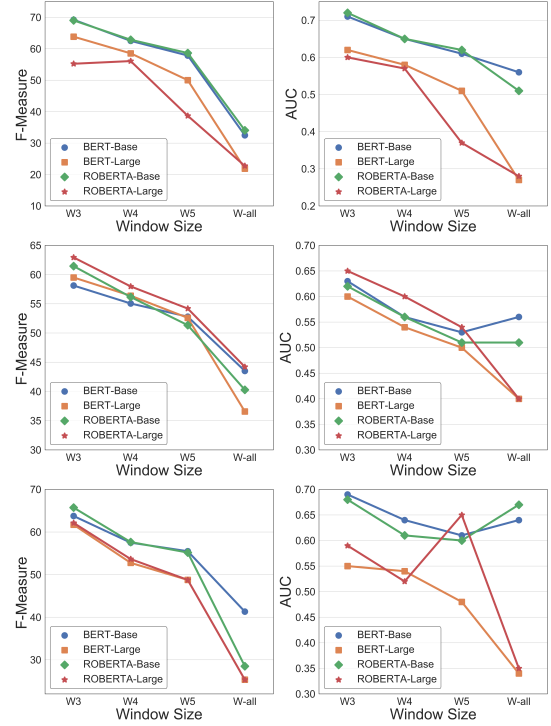 70
60
50
40
30
20
10
F-Measure
BERT-Base
BERT-Large
ROBERTA-Base
ROBERTA-Large
W3 W4 W5 W-all
Window Size
0.7
0.6
0.5
0.4
0.3
0.2
AUC
BERT-Base
BERT-Large
ROBERTA-Base
ROBERTA-Large
W3 W4 W5 W-all
Window Size
65
60
55
50
45
40
35
30
F-Measure
BERT-Base
BERT-Large
ROBERTA-Base
ROBERTA-Large
W3 W4 W5 W-all
Window Size
0.70
0.65
0.60
0.55
0.50
0.45
0.40
0.35
0.30
AUC
BERT-Base
BERT-Large
ROBERTA-Base
ROBERTA-Large
W3 W4 W5 W-all
Window Size
70
60
50
30
F-Measure
BERT-Base
BERT-Large
ROBERTA-Base
ROBERTA-Large
W3 W4 W5 W-all
Window Size
0.70
0.65
0.60
0.55
0.50
0.45
0.40
0.35
0.30
AUC
BERT-Base
BERT-Large
ROBERTA-Base
ROBERTA-Large
W3 W4 W5 W-all
Window Size